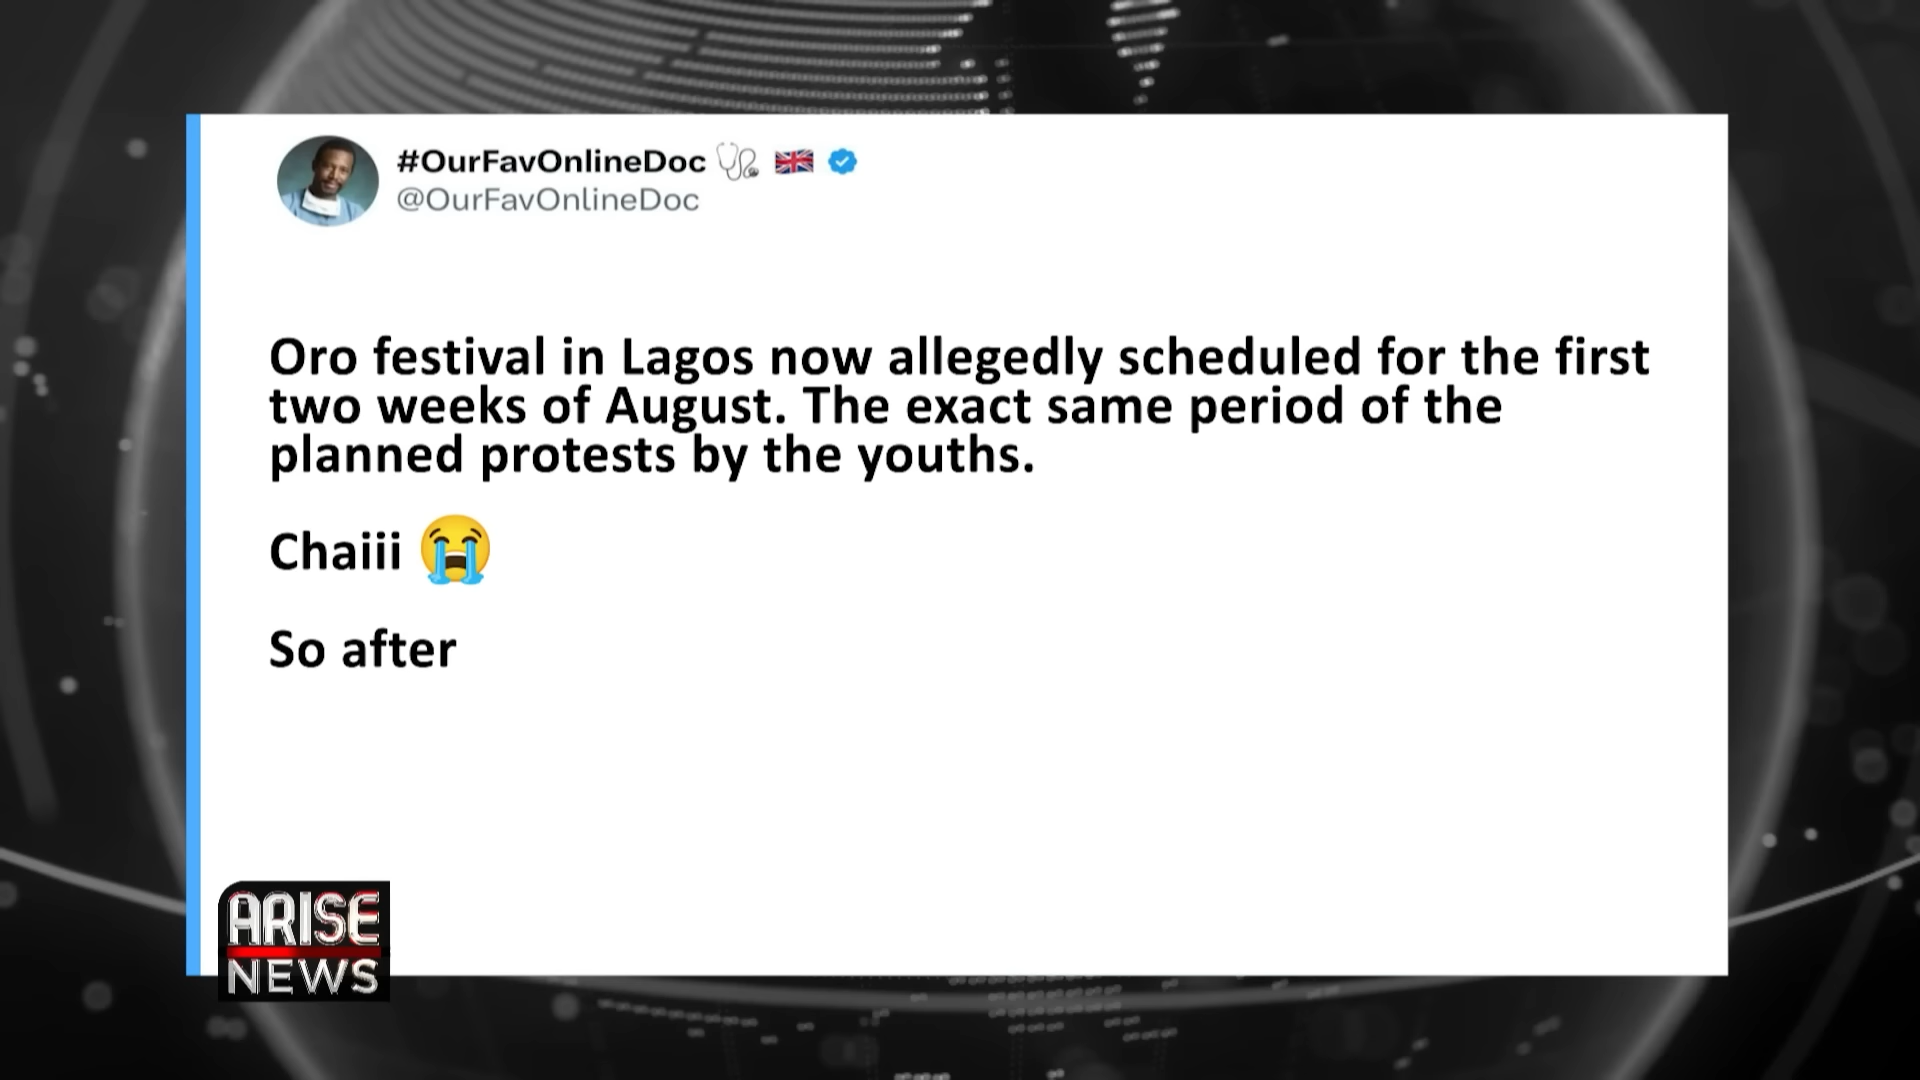 #OurFavOnlineDoc 🩺 🇬🇧
@OurFavOnlineDoc
Oro festival in Lagos now allegedly scheduled for the first
two weeks of August. The exact same period of the
planned protests by the youths.
Chaiii 😭
So after
ARISE
NEWS